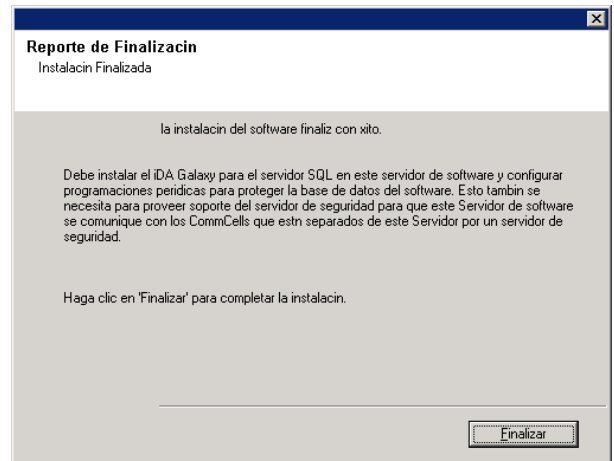 Reporte de Finalizacin
Instalacin Finalizada
la instalacin del software finaliz con xito.
Debe instalar el iDA Galaxy para el servidor SQL en este servidor de software y configurar
programaciones peridicas para proteger la base de datos del software. Esto tambin se
necesita para proveer soporte del servidor de seguridad para que este Servidor de software
se comunique con los CommCells que estn separados de este Servidor por un servidor de
seguridad.
Haga clic en 'Finalizar' para completar la instalacin.
Finalizar